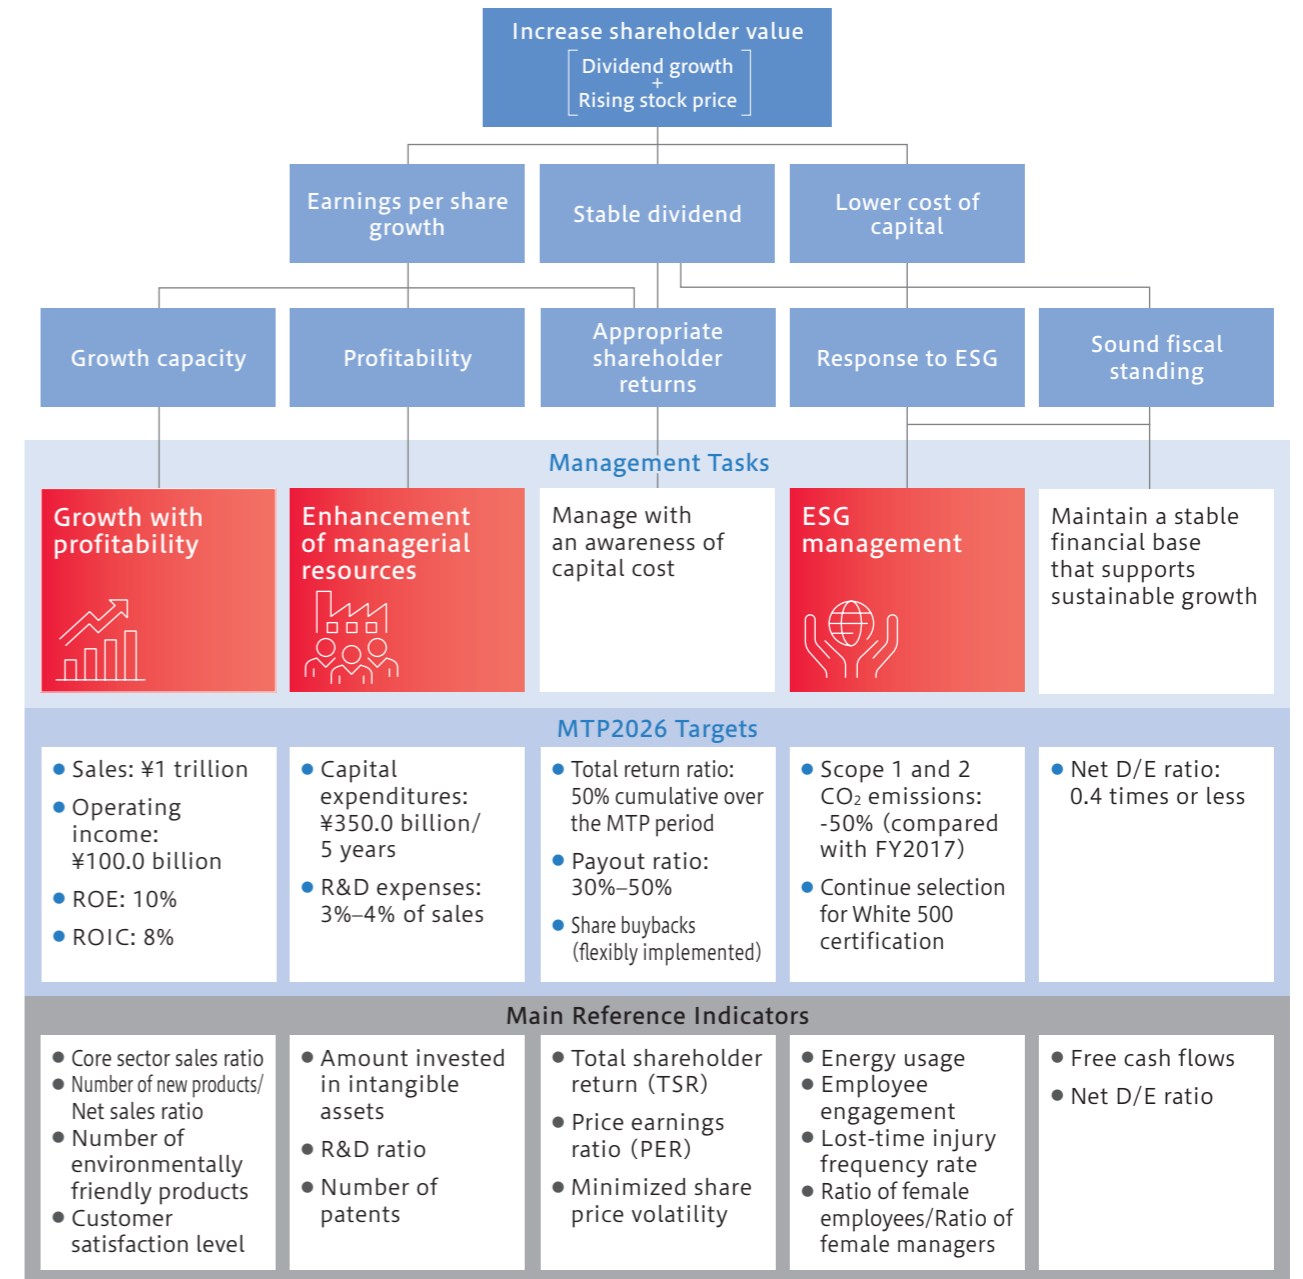 Increase shareholder value
Dividend growth
+
Rising stock price
Earnings per share
growth
Stable dividend
Lower cost of
capital
Growth capacity
Profitability
Appropriate
shareholder
returns
Response to ESG
Sound fiscal
standing
Management Tasks
Growth with
profitability
Enhancement
of managerial
resources
Manage with
an awareness of
capital cost
ESG
management
Maintain a stable
financial base
that supports
sustainable growth
MTP2026 Targets
● Sales: ¥1 trillion
● Operating
income:
¥100.0 billion
● ROE: 10%
● ROIC: 8%
● Capital
expenditures:
¥350.0 billion/
5 years
● R&D expenses:
3%–4% of sales
● Total return ratio:
50% cumulative over
the MTP period
● Payout ratio:
30%–50%
● Share buybacks
(flexibly implemented)
● Scope 1 and 2
CO₂ emissions:
-50% (compared
with FY2017)
● Continue selection
for White 500
certification
● Net D/E ratio:
0.4 times or less
Main Reference Indicators
● Core sector sales ratio
● Number of new products/
Net sales ratio
● Number of
environmentally
friendly products
● Customer
satisfaction level
● Amount invested
in intangible
assets
● R&D ratio
● Number of
patents
● Total shareholder
return (TSR)
● Price earnings
ratio (PER)
● Minimized share
price volatility
● Energy usage
● Employee
engagement
● Lost-time injury
frequency rate
● Ratio of female
employees/Ratio of
female managers
● Free cash flows
● Net D/E ratio